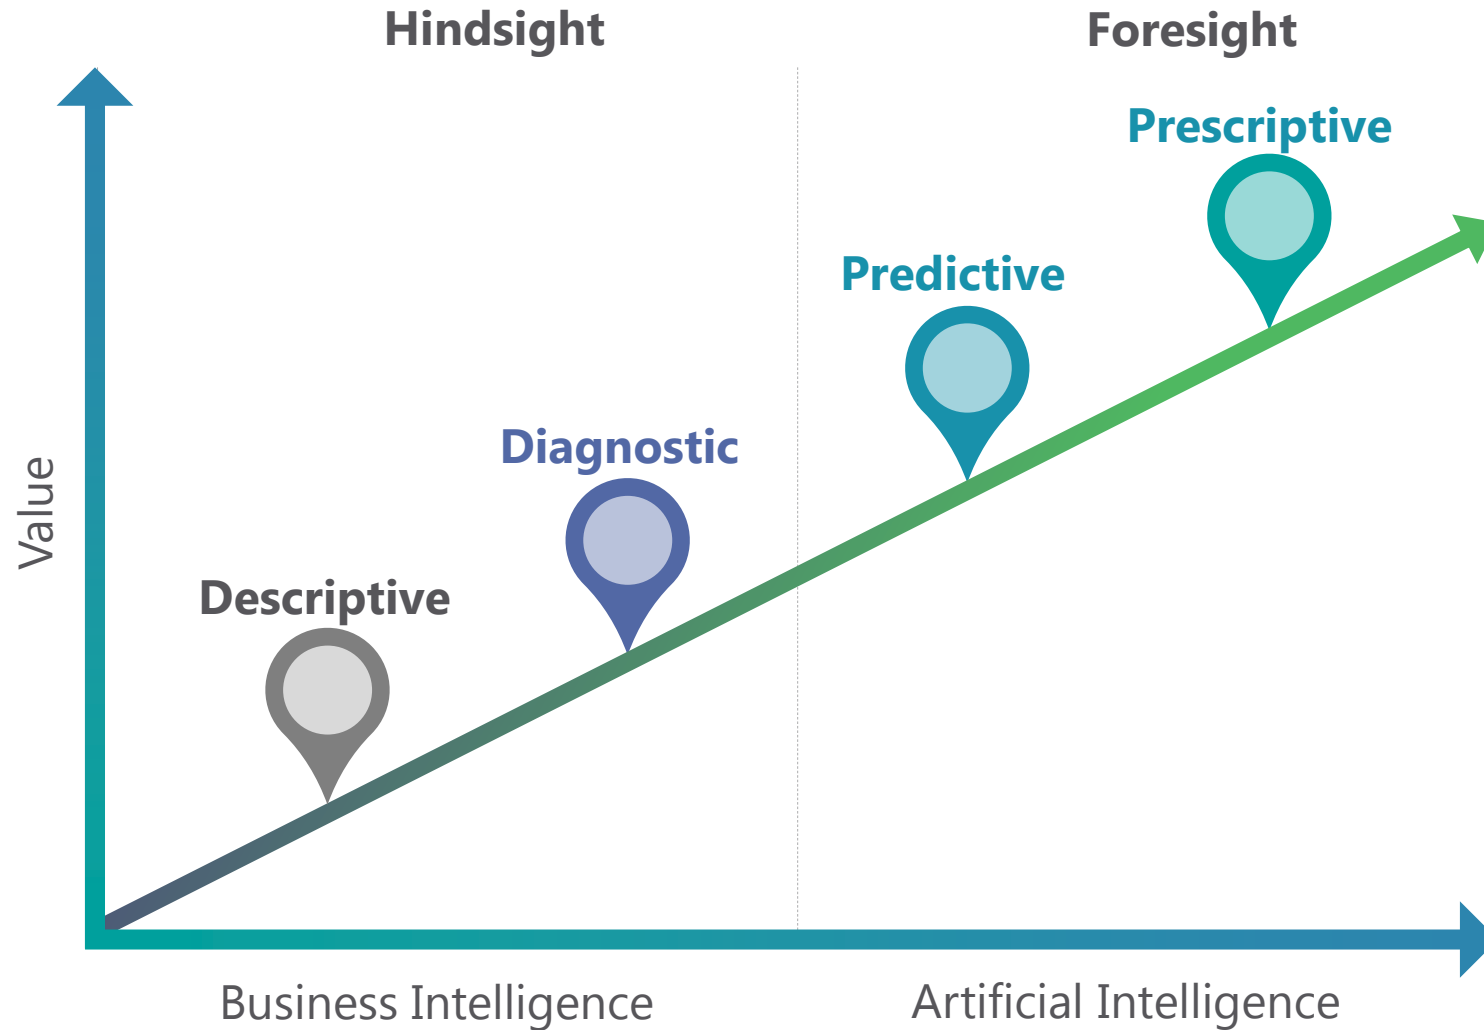 Hindsight
Foresight
Prescriptive
Predictive
Diagnostic
Descriptive
Value
Business Intelligence
Artificial Intelligence